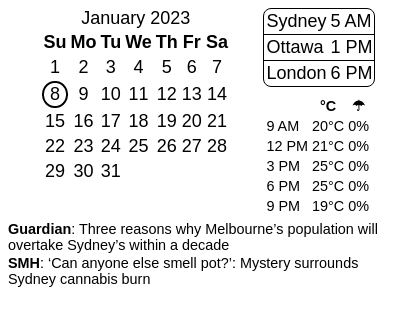 January 2023
Su Mo Tu We Th Fr Sa
1 2 3 4 5 6 7
8 9 10 11 12 13 14
15 16 17 18 19 20 21
22 23 24 25 26 27 28
29 30 31
Sydney 5 AM
Ottawa 1 PM
London 6 PM
°C ☂
9 AM 20°C 0%
12 PM 21°C 0%
3 PM 25°C 0%
6 PM 25°C 0%
9 PM 19°C 0%
Guardian: Three reasons why Melbourne’s population will
overtake Sydney’s within a decade
SMH: ‘Can anyone else smell pot?’: Mystery surrounds
Sydney cannabis burn